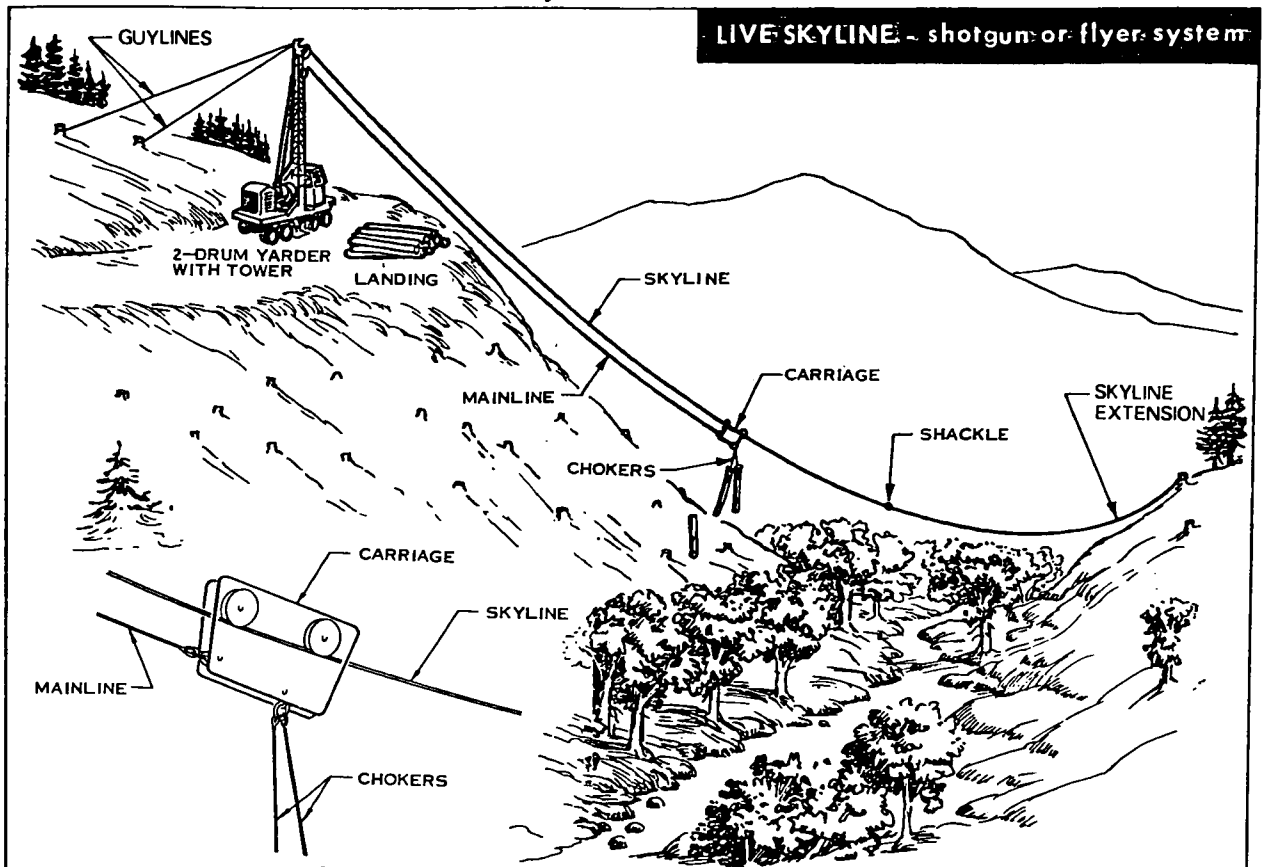 LIVE SKYLINE - shotgun or flyer system
GUYLINES
2-DRUM YARDER
WITH TOWER
LANDING
SKYLINE
MAINLINE
CARRIAGE
SKYLINE
EXTENSION
SHACKLE
CHOKERS
CARRIAGE
SKYLINE
MAINLINE
CHOKERS